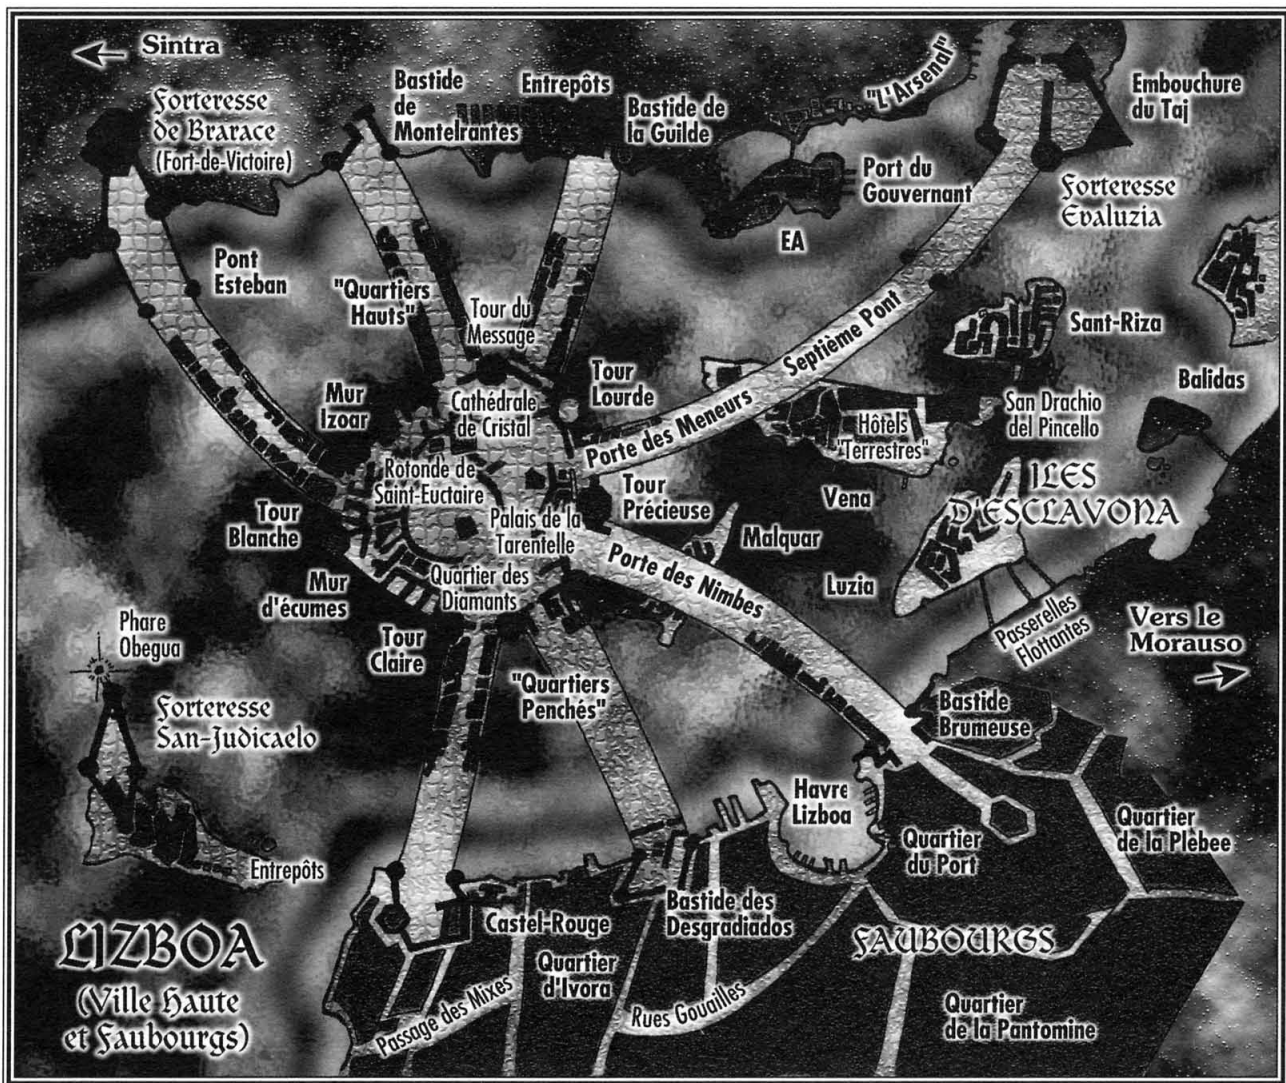 Sintra
Forteresse
de Brarace
(Fort-de-Victoire)
Bastide
de
Montelrantes
Entrepôts
Bastide de
la Guilde
"L'Arsenal"
Embouchure
du Taj
Port du
Gouvernant
Forteresse
Evaluzia
EA
Pont
Esteban
"Quartiers
Hauts"
Tour du
Message
Septième Pont
Sant-Riza
Balidas
Mur
Izoar
Cathédrale
de Cristal
Tour
Lourde
Porte des Meneurs
Hôtels
"Terrestres"
San Drachio
del Pincello
Rotonde de
Saint-Euctaire
Tour
Précieuse
Vena
ILES
D'ESCLAVONA
Tour
Blanche
Palais de la
Tarentelle
Malquar
Mur
d'écumes
Quartier des
Diamants
Porte des Nimbes
Luzia
Passerelles
Flottantes
Phare
Obegua
Tour
Claire
Vers le
Morauso
"Quartiers
Penchés"
Forteresse
San-Judicaelo
Bastide
Brumeuse
Havre
Lizboa
Quartier
de la Plèbee
Entrepôts
Quartier
du Port
Castel-Rouge
Bastide des
Desgradiados
FAUBOURGS
LIZBOA
(Ville Haute
et Faubourgs)
Quartier
d'Ivora
Passage des Mixes
Rues Gouailles
Quartier
de la Pantomine